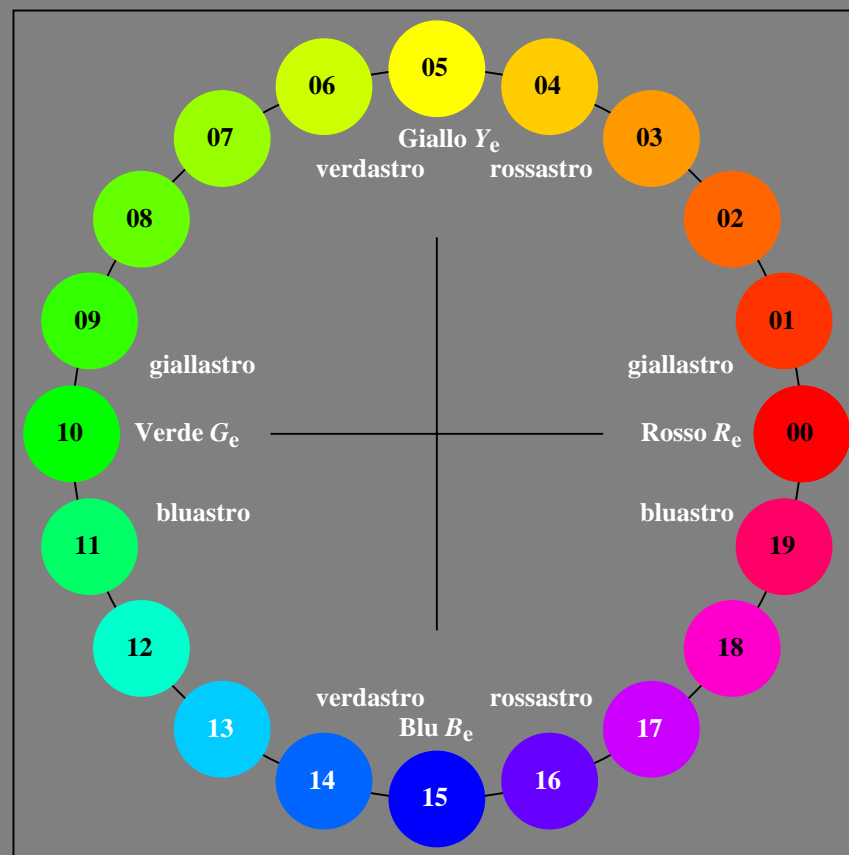 05
06 04
Giallo Yₑ
07 03
verdastro rossastro
08 02
09 01
giallastro giallastro
10 Verde Gₑ Rosso Rₑ 00
bluastro bluastro
11 19
12 18
verdastro rossastro
13 Blu Bₑ 17
14 16
15